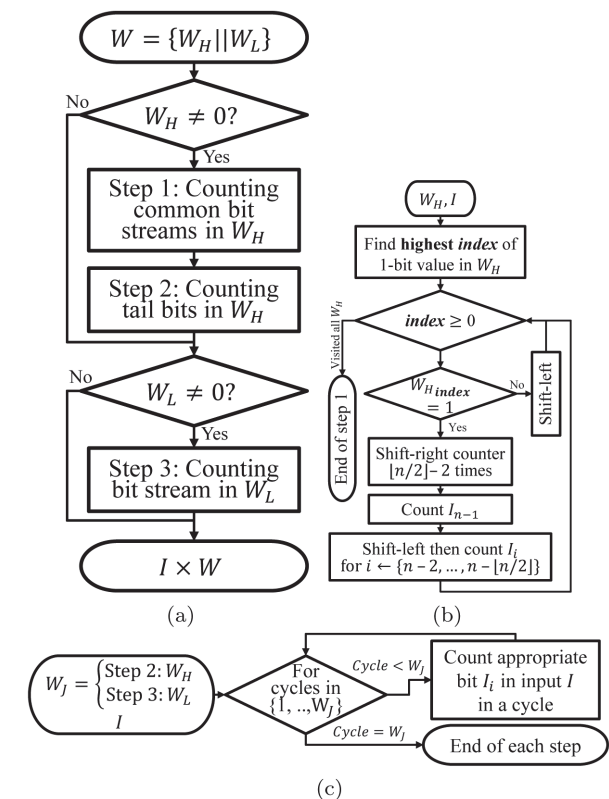 W = {W_H||W_L}
No
W_H ≠ 0?
Yes
Step 1: Counting
common bit
streams in W_H
Step 2: Counting
tail bits in W_H
No
W_L ≠ 0?
Yes
Step 3: Counting
bit stream in W_L
I × W
(a)
W_H, I
Find highest index of
1-bit value in W_H
index ≥ 0
Visited all W_H
W_H index
= 1
No
Shift-left
Yes
End of step 1
Shift-right counter
⌊n/2⌋– 2 times
Count I_{n−1}
Shift-left then count I_i
for i ← {n − 2, … , n − ⌊n/2⌋}
(b)
W_J = {Step 2: W_H
Step 3: W_L
I
For
cycles in
{1, ..,W_J}
Cycle < W_J
Count appropriate
bit I_i in input I
in a cycle
Cycle = W_J
End of each step
(c)